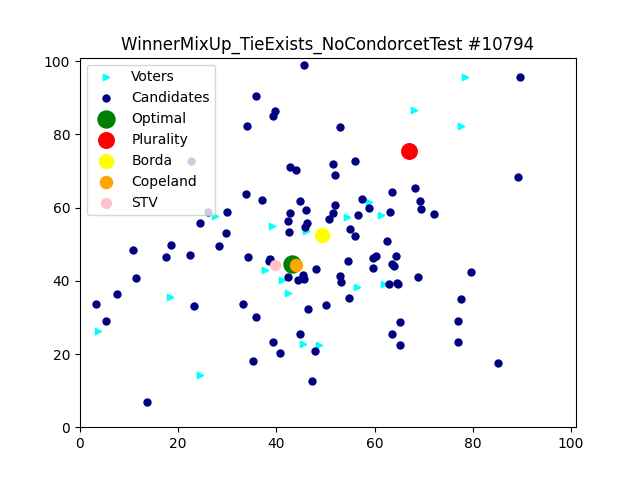 WinnerMixUp_TieExists_NoCondorcetTest #10794
100
80
60
40
20
0
Voters
Candidates
Optimal
Plurality
Borda
Copeland
STV
0 20 40 60 80 100